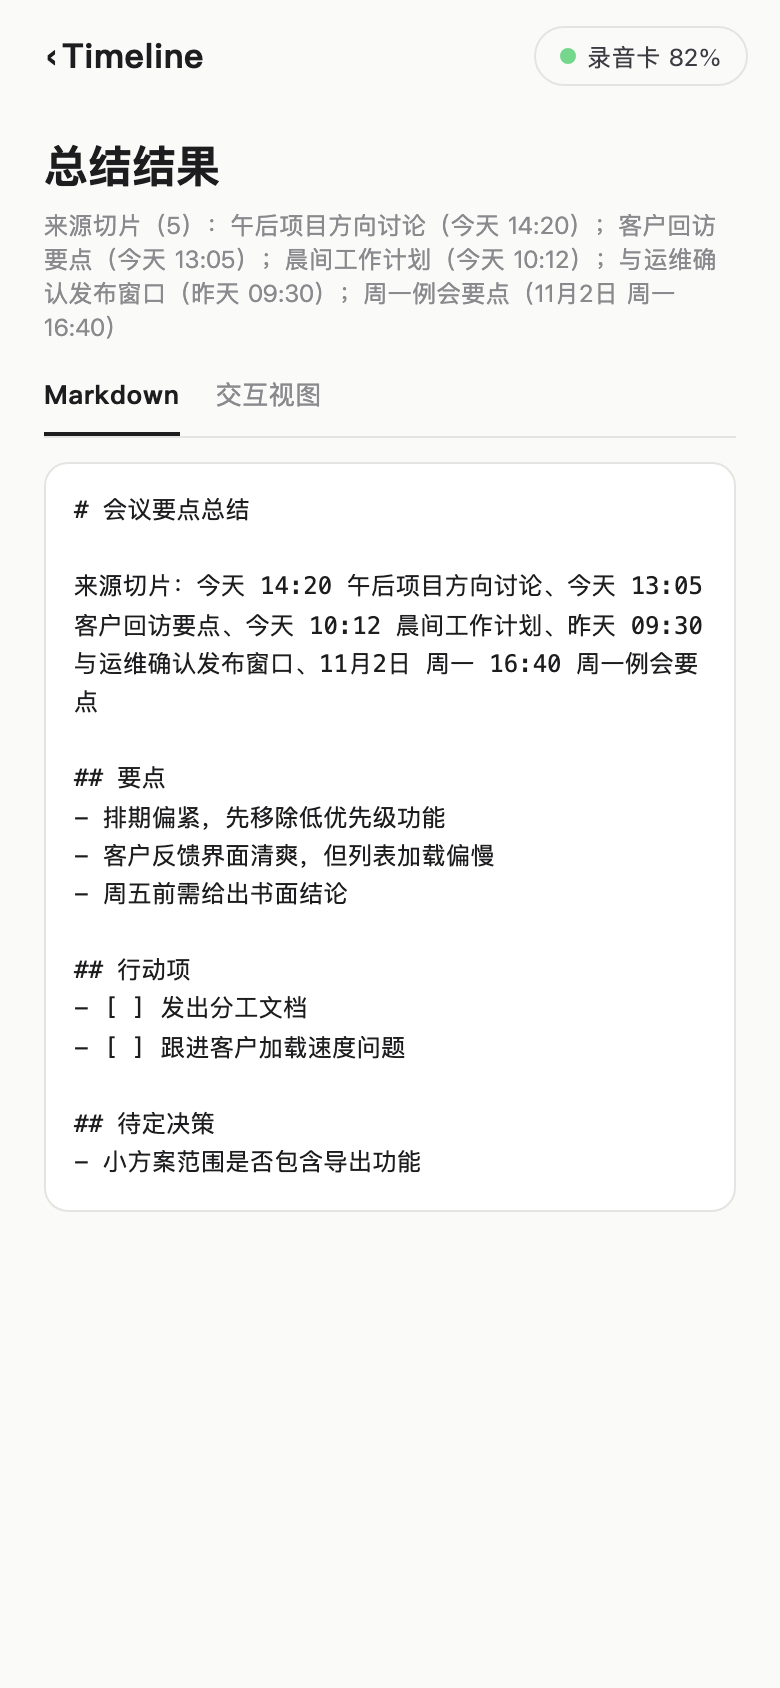 ‹ Timeline
录音卡 82%
总结结果
来源切片（5）：午后项目方向讨论（今天 14:20）；客户回访
要点（今天 13:05）；晨间工作计划（今天 10:12）；与运维确
认发布窗口（昨天 09:30）；周一例会要点（11月2日 周一
16:40）
Markdown 交互视图
# 会议要点总结
来源切片：今天 14:20 午后项目方向讨论、今天 13:05
客户回访要点、今天 10:12 晨间工作计划、昨天 09:30
与运维确认发布窗口、11月2日 周一 16:40 周一例会要
点
## 要点
- 排期偏紧，先移除低优先级功能
- 客户反馈界面清爽，但列表加载偏慢
- 周五前需给出书面结论
## 行动项
- [ ] 发出分工文档
- [ ] 跟进客户加载速度问题
## 待定决策
- 小方案范围是否包含导出功能